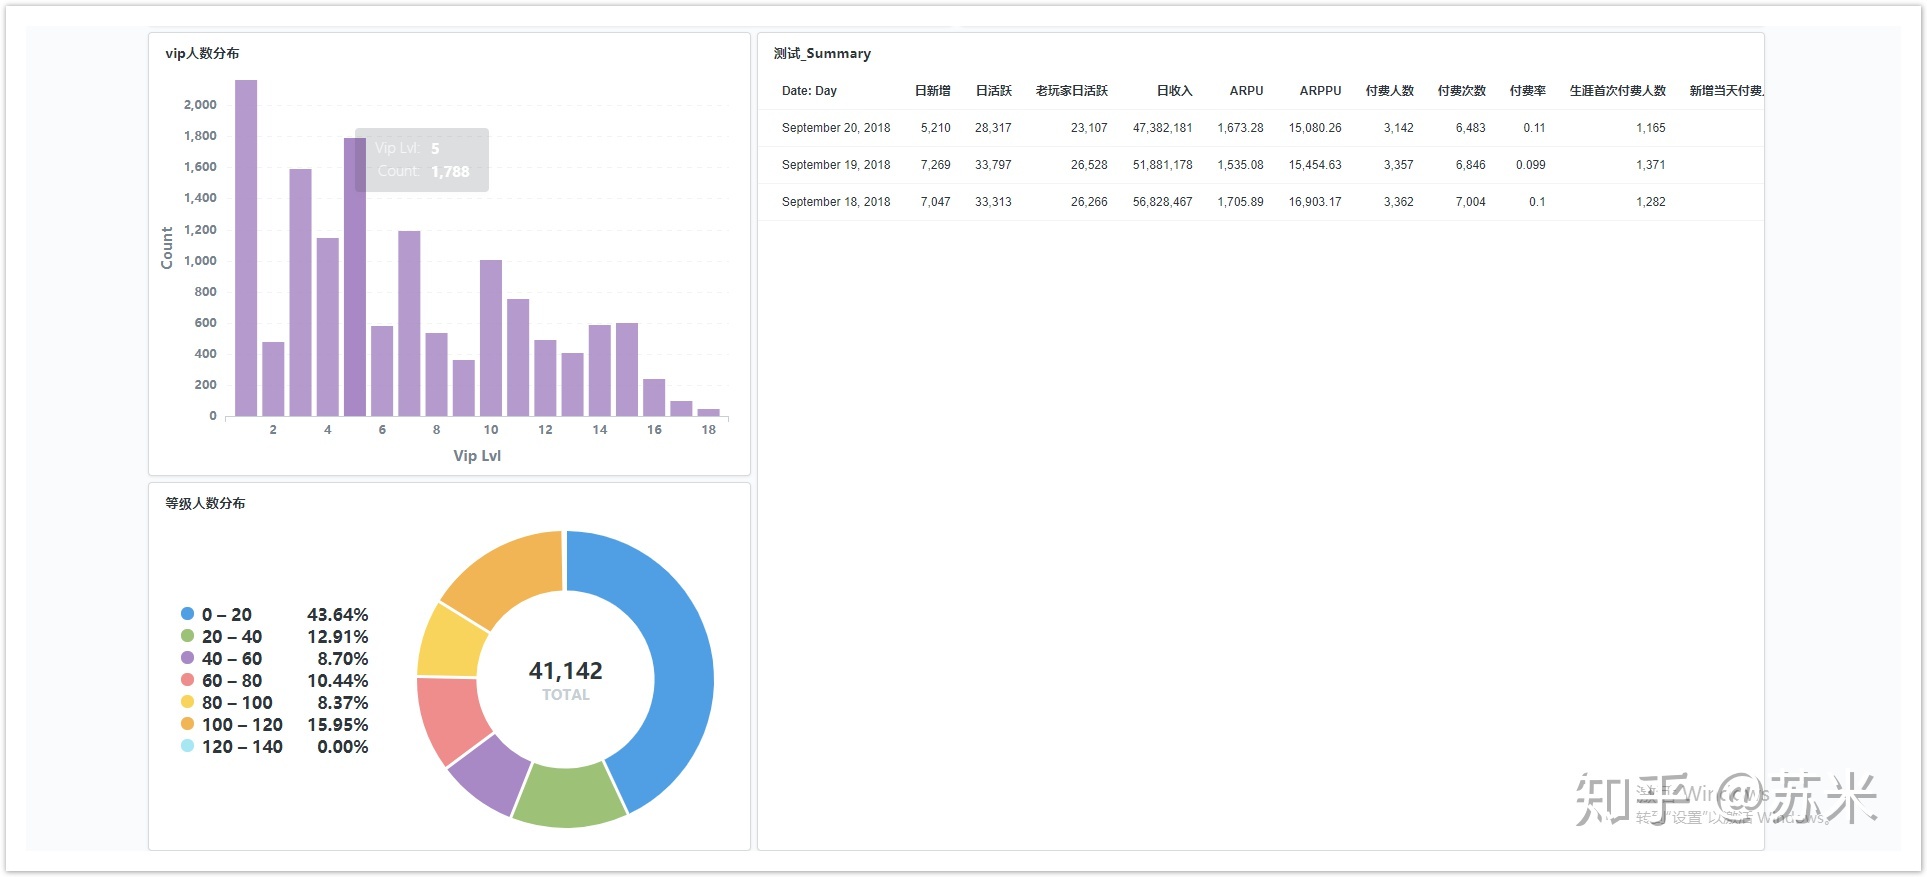 vip人数分布
2,000
1,800
1,600
1,400
1,200
1,000
800
600
400
200
0
Count
Vip Lvl: 5
Count: 1,788
2 4 6 8 10 12 14 16 18
Vip Lvl
等级人数分布
0 – 20 43.64%
20 – 40 12.91%
40 – 60 8.70%
60 – 80 10.44%
80 – 100 8.37%
100 – 120 15.95%
120 – 140 0.00%
41,142
TOTAL
测试_Summary
Date: Day 日新增 日活跃 老玩家日活跃 日收入 ARPU ARPPU 付费人数 付费次数 付费率 生涯首次付费人数 新增当天付费
September 20, 2018 5,210 28,317 23,107 47,382,181 1,673.28 15,080.26 3,142 6,483 0.11 1,165
September 19, 2018 7,269 33,797 26,528 51,881,178 1,535.08 15,454.63 3,357 6,846 0.099 1,371
September 18, 2018 7,047 33,313 26,266 56,828,467 1,705.89 16,903.17 3,362 7,004 0.1 1,282
激活 Windows
转到"设置"以激活 Windows。
知乎 @苏米